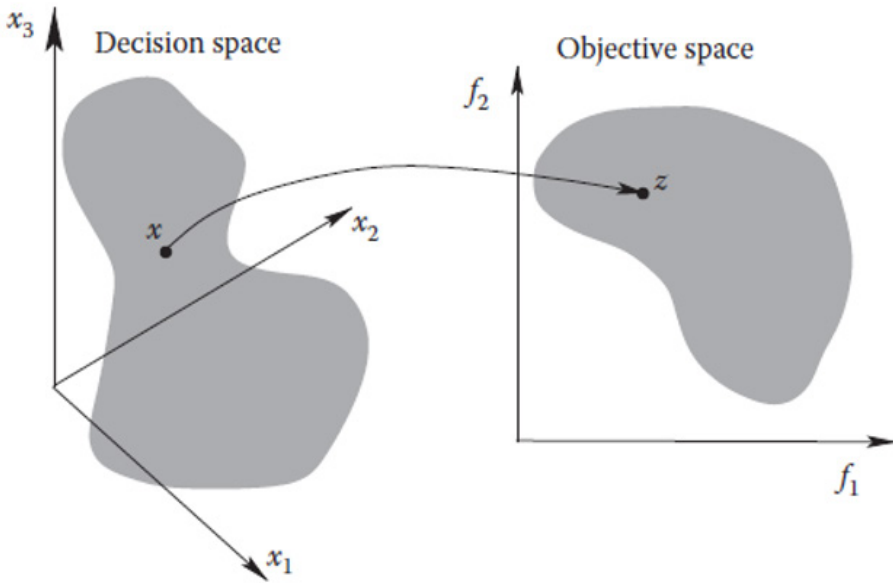 x₃
Decision space
x
x₂
x₁
Objective space
f₂
z
f₁